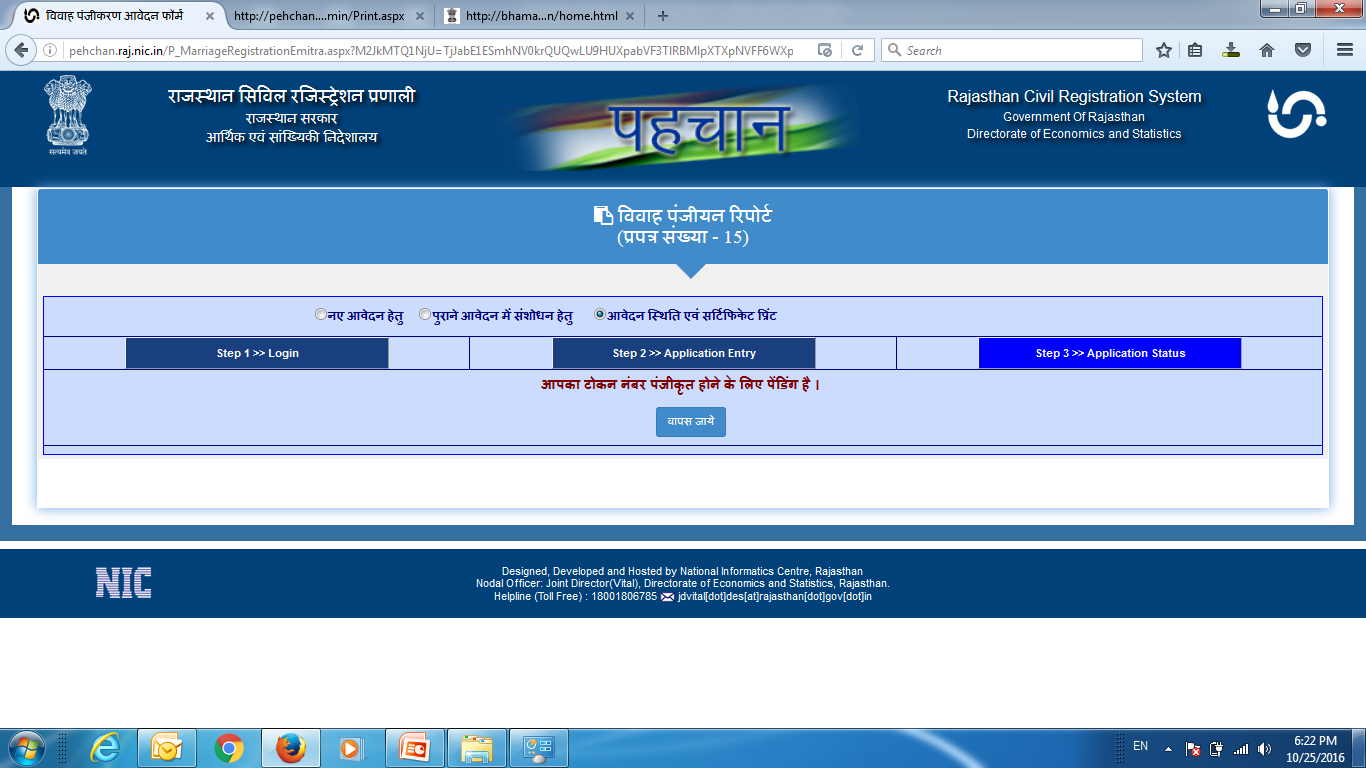 विवाह पंजीकरण आवेदन फॉर्म
http://pehchan....min/Print.aspx
http://bhama...n/home.html
pehchan.raj.nic.in/P_MarriageRegistrationEmitra.aspx?M2JkMTQ1NjU=TjJabE1ESmhNV0krQUQwLU9HUXpabVF3TlRBMlpXTXpNVFF6WXp
Search
सत्यमेव जयते
राजस्थान सिविल रजिस्ट्रेशन प्रणाली
राजस्थान सरकार
आर्थिक एवं सांख्यिकी निदेशालय
पहचान
Rajasthan Civil Registration System
Government Of Rajasthan
Directorate of Economics and Statistics
विवाह पंजीयन रिपोर्ट
(प्रपत्र संख्या - 15)
नए आवेदन हेतु पुराने आवेदन में संशोधन हेतु आवेदन स्थिति एवं सर्टिफिकेट प्रिंट
Step 1 >> Login
Step 2 >> Application Entry
Step 3 >> Application Status
आपका टोकन नंबर पंजीकृत होने के लिए पेंडिंग है ।
वापस जाये
NIC
Designed, Developed and Hosted by National Informatics Centre, Rajasthan
Nodal Officer: Joint Director(Vital), Directorate of Economics and Statistics, Rajasthan.
Helpline (Toll Free) : 18001806785 jdvital[dot]des[at]rajasthan[dot]gov[dot]in
EN
6:22 PM
10/25/2016